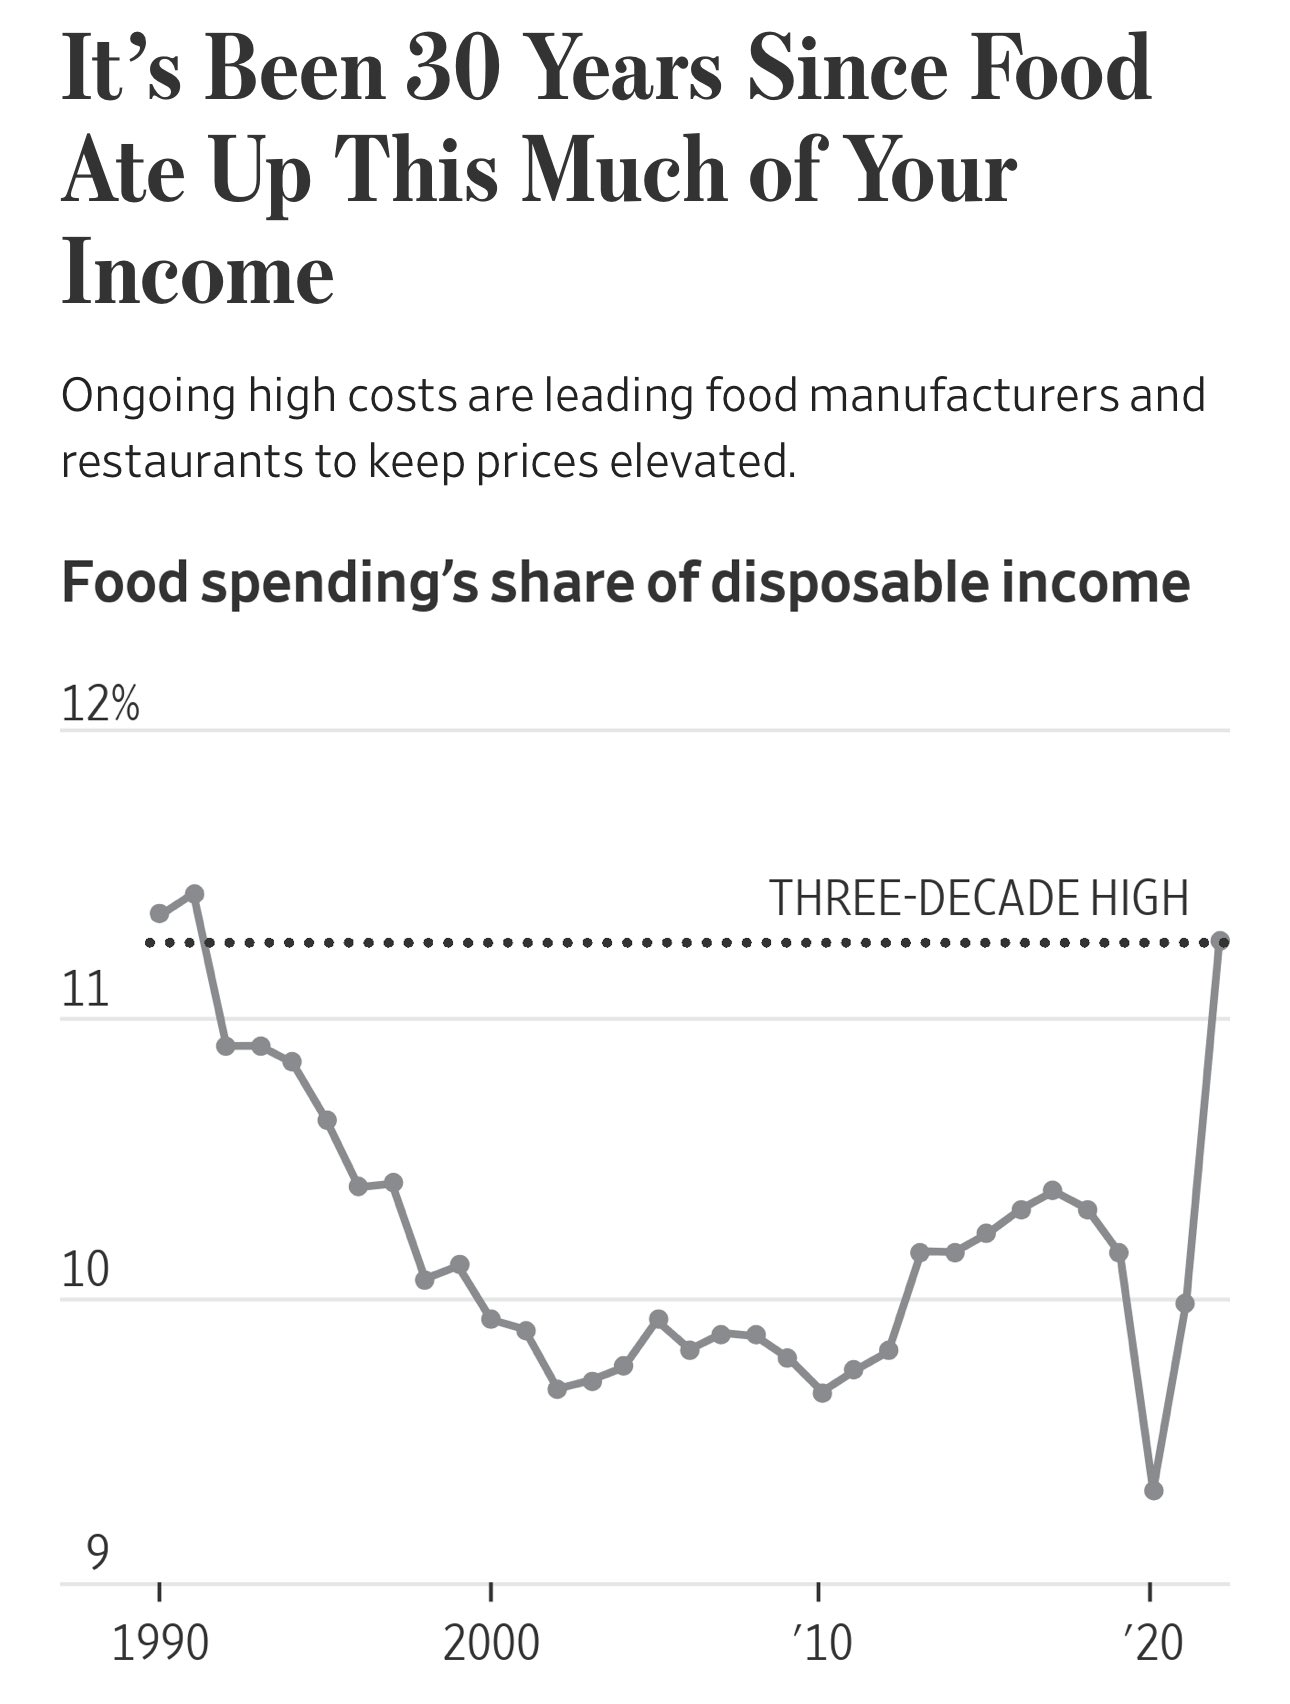 It’s Been 30 Years Since Food
Ate Up This Much of Your
Income
Ongoing high costs are leading food manufacturers and
restaurants to keep prices elevated.
Food spending’s share of disposable income
12%
THREE-DECADE HIGH
11
10
9
1990 2000 ’10 ’20